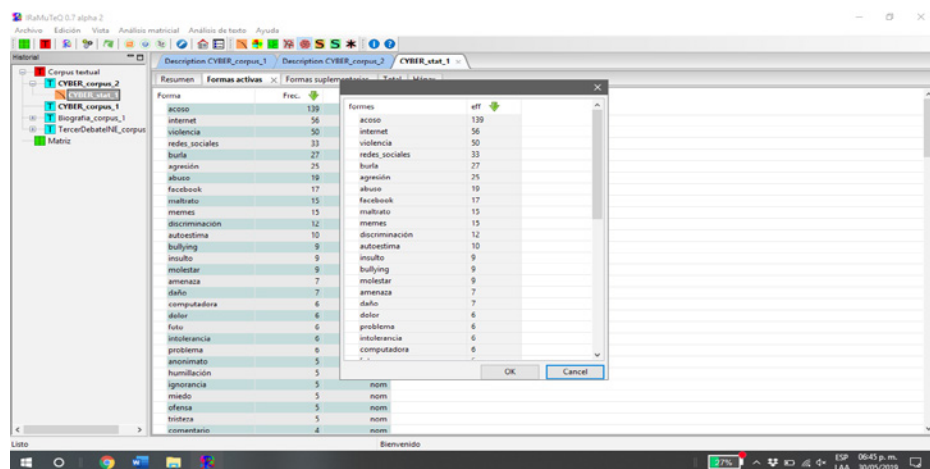 IRaMuTeQ 0.7 alpha 2
Archivo Edición Vista Análisis matricial Análisis de texto Ayuda
Historial
Description CYBER_corpus_1 Description CYBER_corpus_2 CYBER_stat_1
Corpus textual
CYBER_corpus_2
CYBER_stat_1
CYBER_corpus_1
Biografia_corpus_1
TercerDebateINE_corpus
Matriz
Resumen Formas activas Formas suplementarias Total Hápax
Forma Frec.
acoso 139
internet 56
violencia 50
redes_sociales 33
burla 27
agresión 25
abuso 19
facebook 17
maltrato 15
memes 15
discriminación 12
autoestima 10
bullying 9
insulto 9
molestar 9
amenaza 7
daño 7
computadora 6
dolor 6
futu 6
intolerancia 6
problema 6
anonimato 5
humillación 5
ignorancia 5 nom
miedo 5 nom
ofensa 5 nom
tristeza 5 nom
comentario 4 nom
formes eff
acoso 139
internet 56
violencia 50
redes_sociales 33
burla 27
agresión 25
abuso 19
facebook 17
maltrato 15
memes 15
discriminación 12
autoestima 10
insulto 9
bullying 9
molestar 9
amenaza 7
daño 7
dolor 6
problema 6
intolerancia 6
computadora 6
OK Cancel
Listo Bienvenido
27% ESP 06:45 p. m.
LAA 30/05/2019